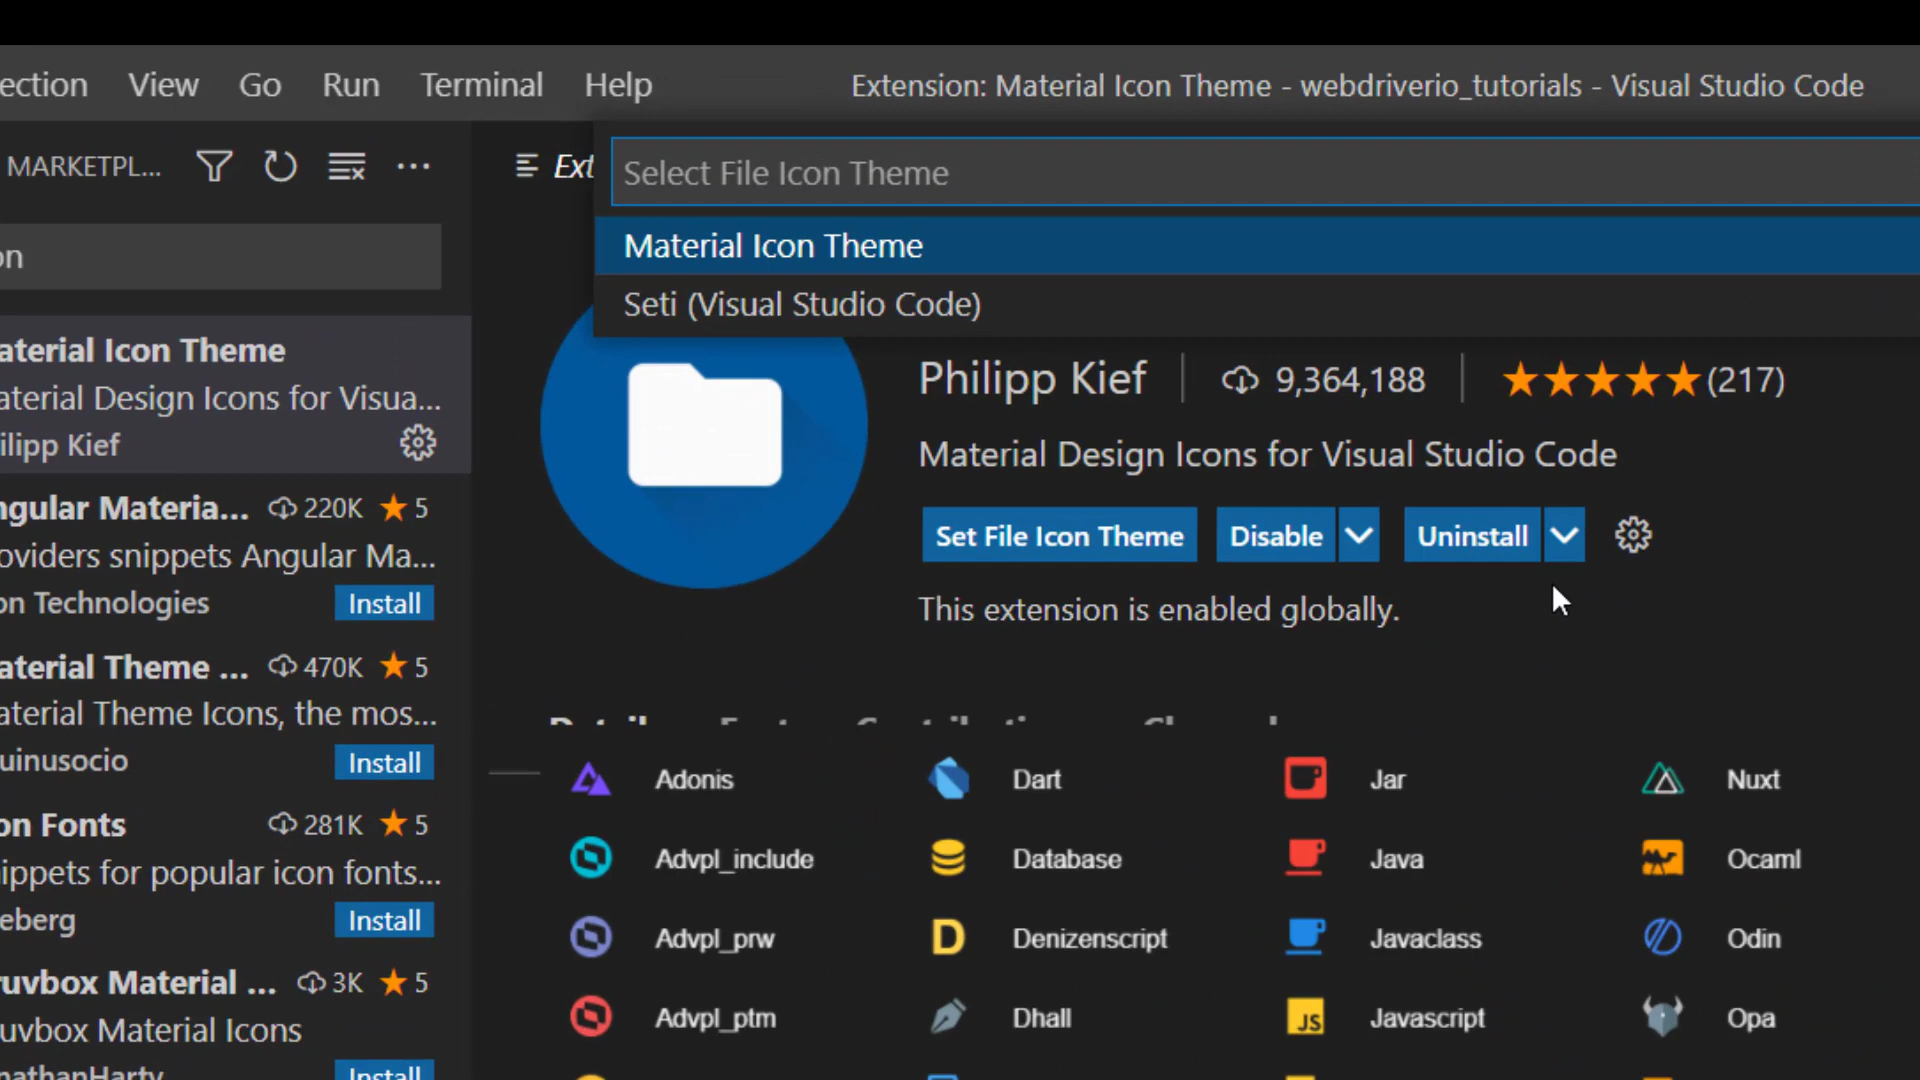 ection View Go Run Terminal Help Extension: Material Icon Theme - webdriverio_tutorials - Visual Studio Code
MARKETPL...
on
aterial Icon Theme
aterial Design Icons for Visua...
ilipp Kief
ngular Materia... 220K 5
oviders snippets Angular Ma...
on Technologies Install
aterial Theme ... 470K 5
aterial Theme Icons, the mos...
uinusocio Install
on Fonts 281K 5
ippets for popular icon fonts...
eberg Install
ruvbox Material ... 3K 5
uvbox Material Icons
nathanHarty Install
Ext
Select File Icon Theme
Material Icon Theme
Seti (Visual Studio Code)
Philipp Kief 9,364,188 (217)
Material Design Icons for Visual Studio Code
Set File Icon Theme Disable Uninstall
This extension is enabled globally.
Adonis Dart Jar Nuxt
Advpl_include Database Java Ocaml
Advpl_prw D Denizenscript Javaclass Odin
Advpl_ptm Dhall JS Javascript Opa